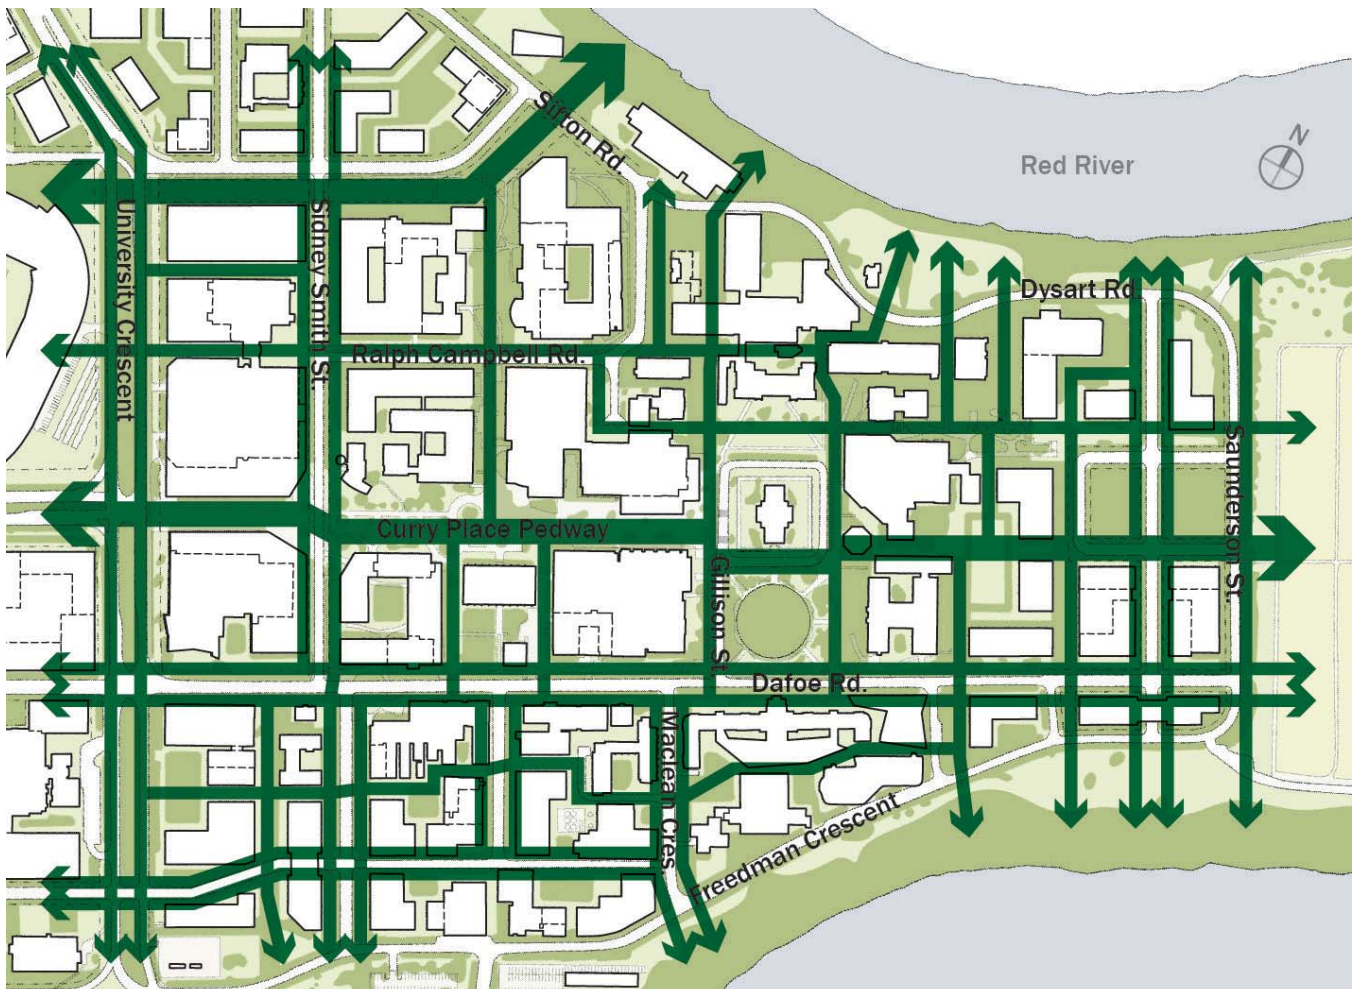 N
Red River
Sifton Rd.
University Crescent
Sidney Smith St.
Dysart Rd.
Ralph Campbell Rd.
Saunderson St.
Curry Place Pedway
Gillison St.
Dafoe Rd.
Maclean Cres
Freedman Crescent